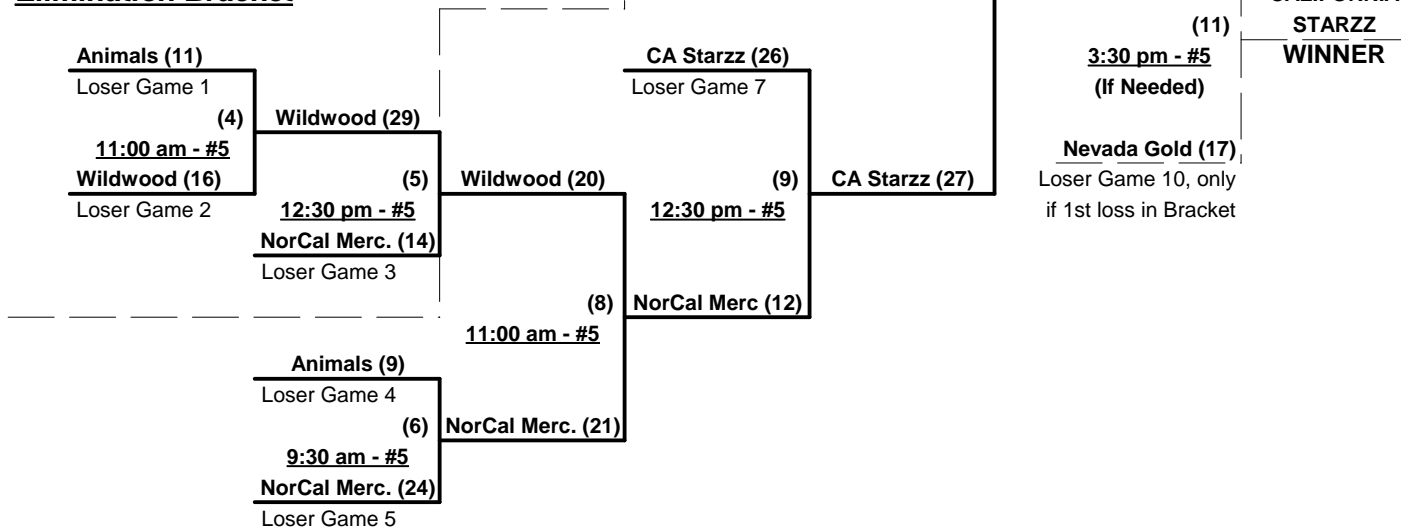 Elimination Bracket
CALIFORNIA
(11)
STARZZ
Animals (11)
CA Starzz (26)
3:30 pm - #5
WINNER
Loser Game 1
Loser Game 7
(If Needed)
(4)
Wildwood (29)
11:00 am - #5
Nevada Gold (17)
Wildwood (16)
(5)
Wildwood (20)
(9)
CA Starzz (27)
Loser Game 10, only
Loser Game 2
12:30 pm - #5
12:30 pm - #5
if 1st loss in Bracket
NorCal Merc. (14)
Loser Game 3
(8)
NorCal Merc (12)
11:00 am - #5
Animals (9)
Loser Game 4
(6)
NorCal Merc. (21)
9:30 am - #5
NorCal Merc. (24)
Loser Game 5